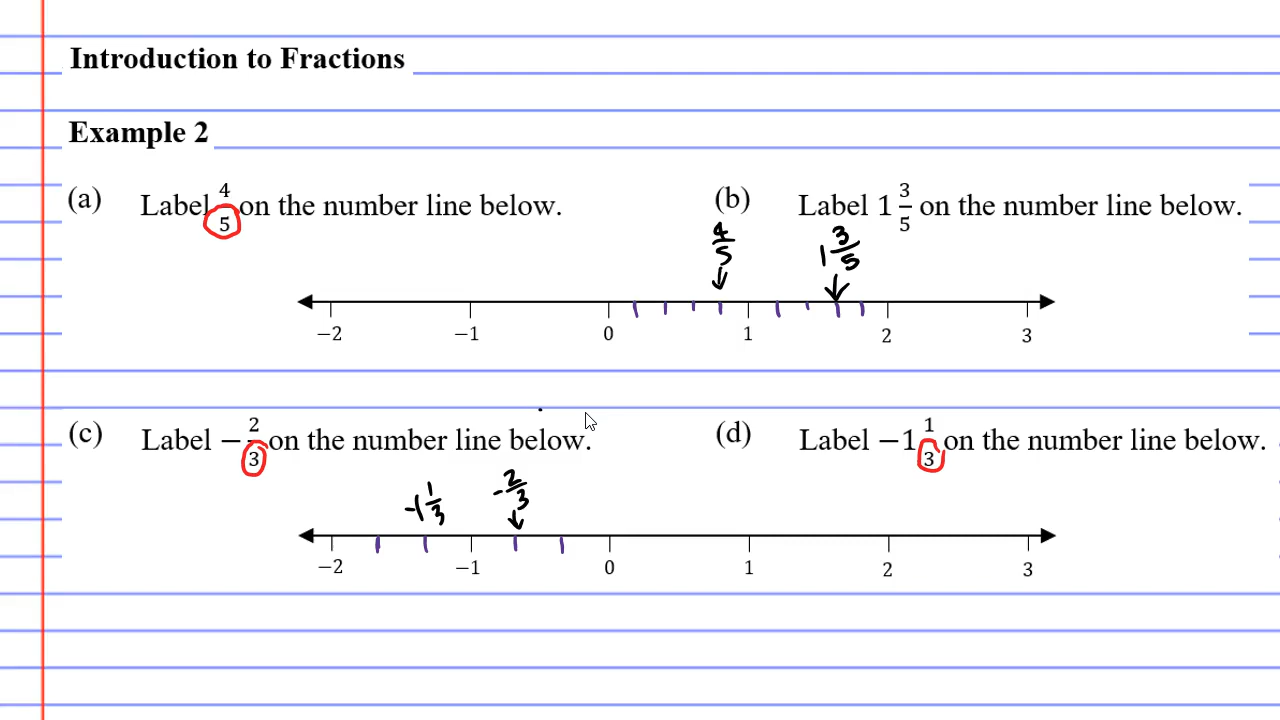 Introduction to Fractions
Example 2
(a) Label 4/5 on the number line below. (b) Label 1 3/5 on the number line below.
4/5 1 3/5
−2 −1 0 1 2 3
(c) Label −2/3 on the number line below. (d) Label −1 1/3 on the number line below.
-1 1/3 -2/3
−2 −1 0 1 2 3